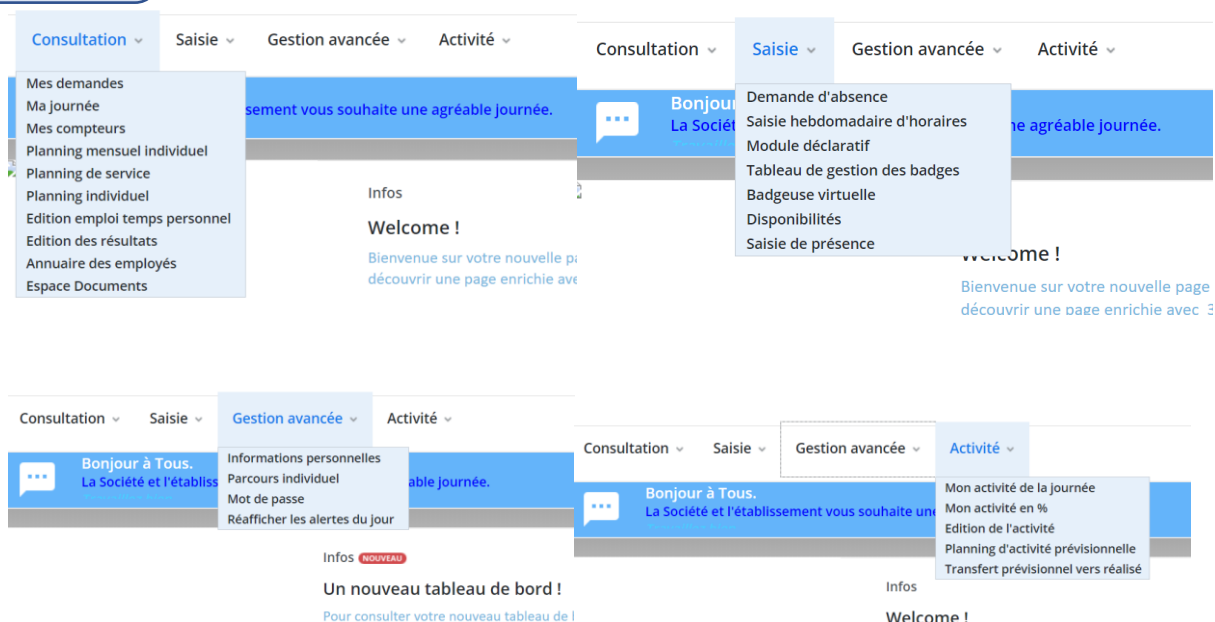 Consultation Saisie Gestion avancée Activité
Mes demandes
Ma journée
Mes compteurs
Planning mensuel individuel
Planning de service
Planning individuel
Edition emploi temps personnel
Edition des résultats
Annuaire des employés
Espace Documents
sement vous souhaite une agréable journée.
Infos
Welcome !
Bienvenue sur votre nouvelle
découvrir une page enrichie
Consultation Saisie Gestion avancée Activité
Demande d'absence
Saisie hebdomadaire d'horaires
Module déclaratif
Tableau de gestion des badges
Badgeuse virtuelle
Disponibilités
Saisie de présence
Bonjour
La Sociét
ne agréable journée.
Welcome !
Bienvenue sur votre nouvelle page
découvrir une page enrichie avec 3
Consultation Saisie Gestion avancée Activité
Informations personnelles
Parcours individuel
Mot de passe
Réafficher les alertes du jour
Bonjour à Tous.
La Société et l'établiss
able journée.
Infos NOUVEAU
Un nouveau tableau de bord !
Pour consulter votre nouveau tableau de
Consultation Saisie Gestion avancée Activité
Mon activité de la journée
Mon activité en %
Edition de l'activité
Planning d'activité prévisionnelle
Transfert prévisionnel vers réalisé
Bonjour à Tous.
La Société et l'établissement vous souhaite une
Infos
Welcome !